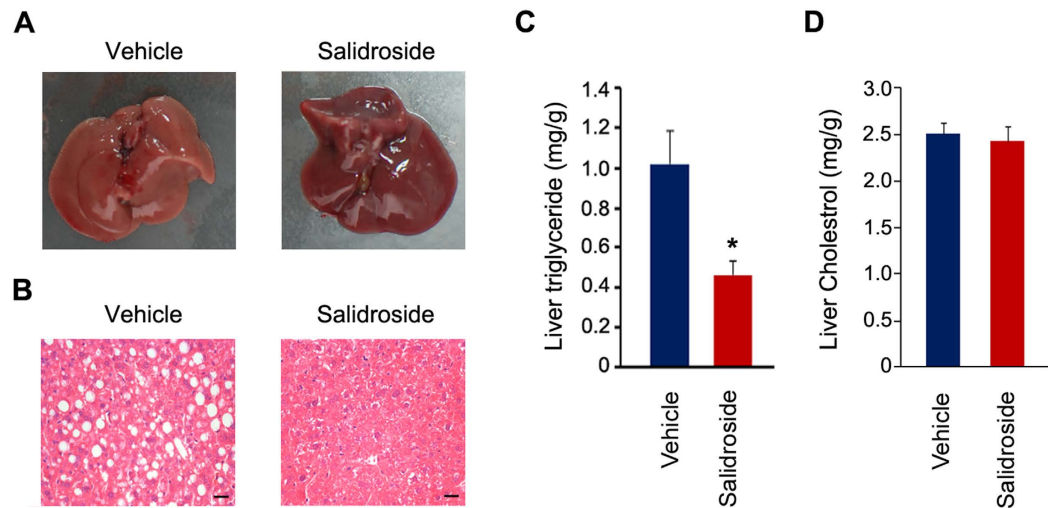 A
Vehicle
Salidroside
B
Vehicle
Salidroside
C
Liver triglyceride (mg/g)
1.4
1.2
1.0
0.8
0.6
0.4
0.2
0
*
Vehicle
Salidroside
D
Liver Cholestrol (mg/g)
3.0
2.5
2.0
1.5
1.0
0.5
0
Vehicle
Salidroside